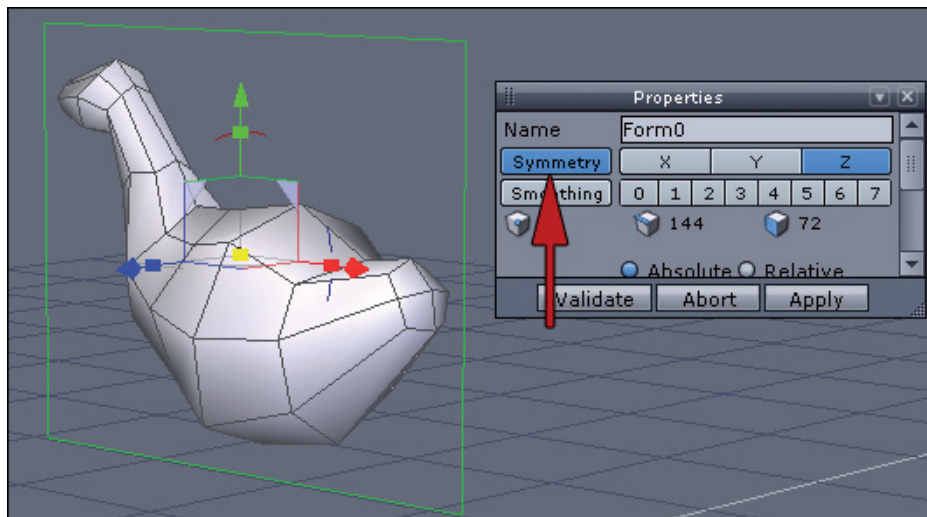 Properties
Name Form0
Symmetry X Y Z
Smoothing 0 1 2 3 4 5 6 7
144 72
Absolute Relative
Validate Abort Apply